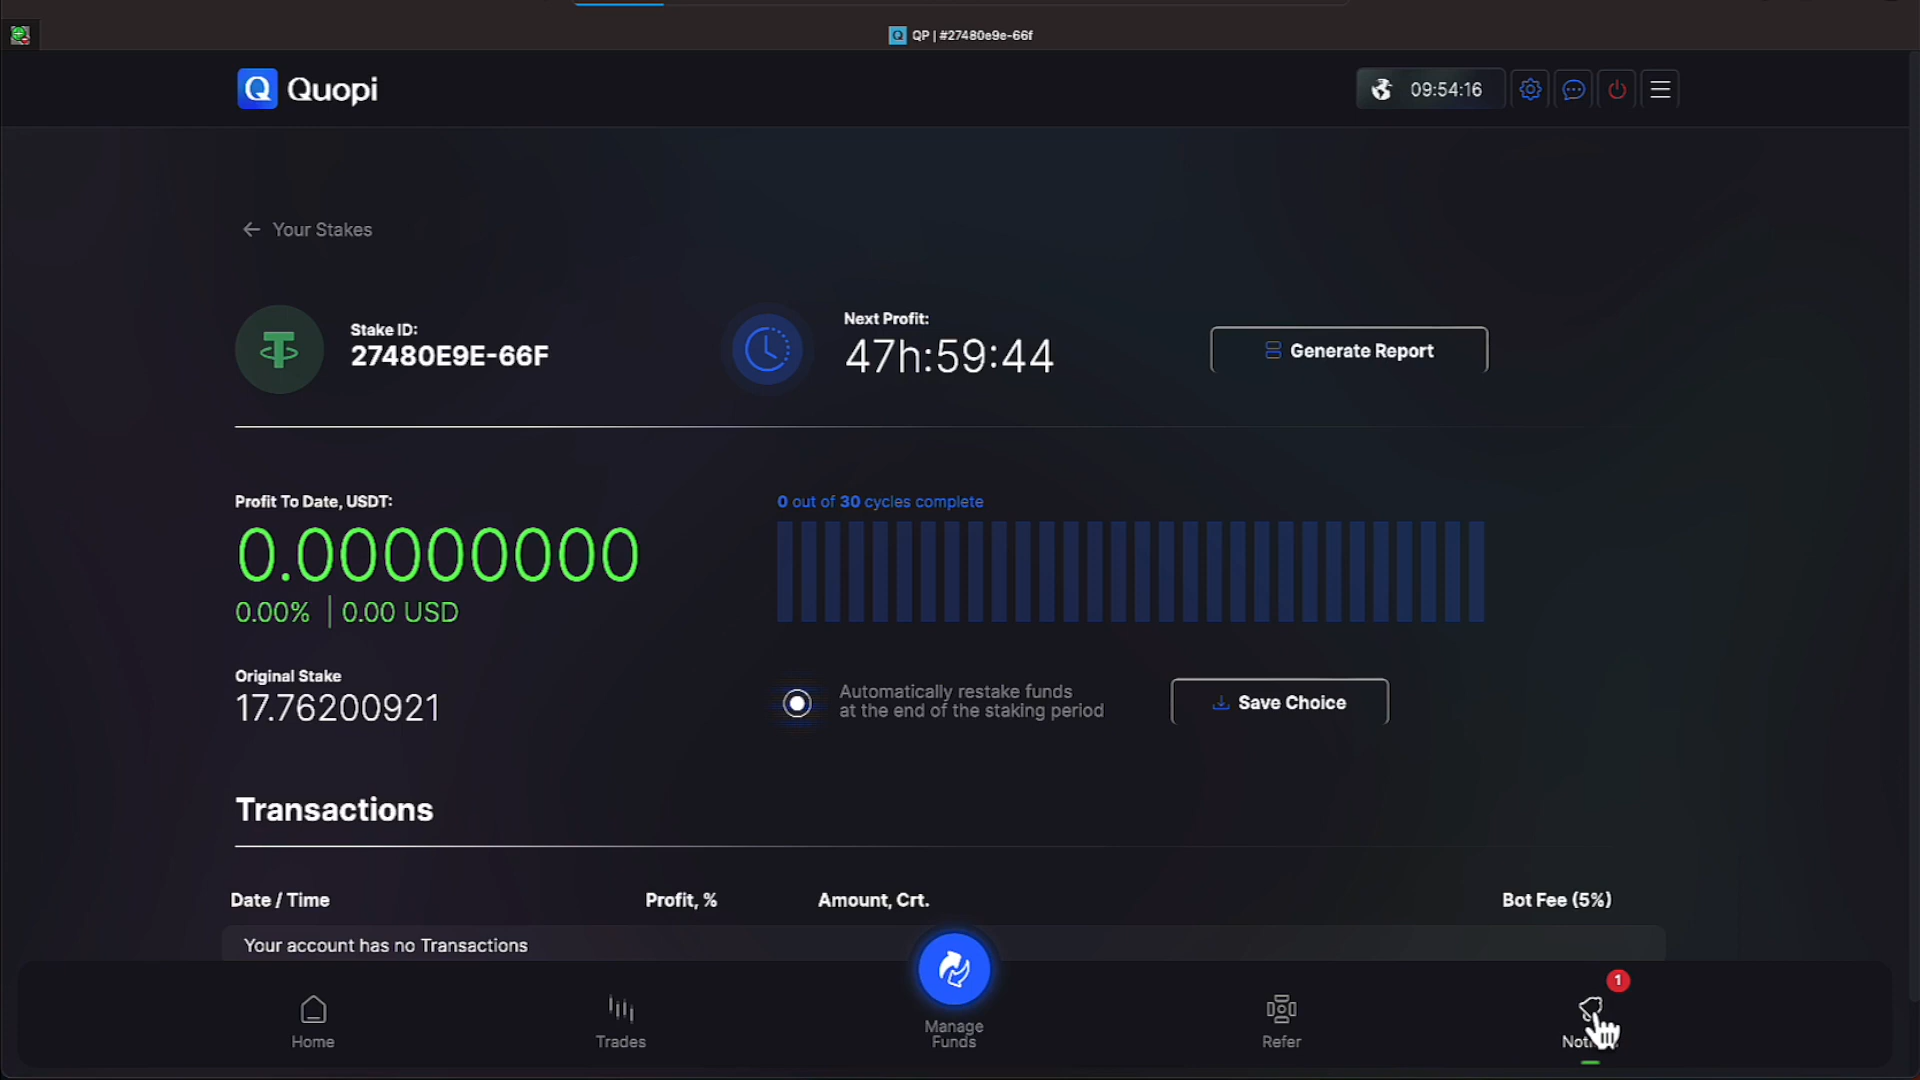 QP | #27480e9e-66f
Quopi
09:54:16
Your Stakes
Stake ID:
27480E9E-66F
Next Profit:
47h:59:44
Generate Report
Profit To Date, USDT:
0.00000000
0.00% | 0.00 USD
0 out of 30 cycles complete
Original Stake
17.76200921
Automatically restake funds
at the end of the staking period
Save Choice
Transactions
Date / Time
Profit, %
Amount, Crt.
Bot Fee (5%)
Your account has no Transactions
Home
Trades
Manage
Funds
Refer
1